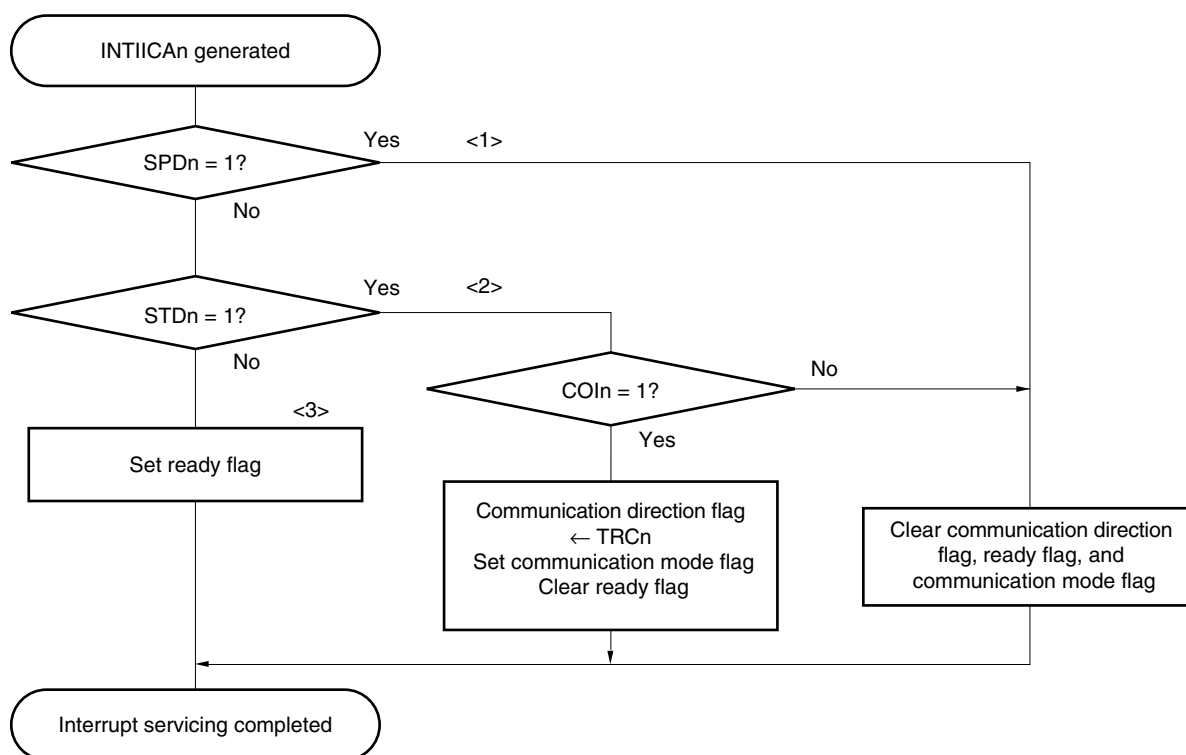 INTIICAn generated
Yes
<1>
SPDn = 1?
No
Yes
<2>
STDn = 1?
No
No
COIn = 1?
<3>
Yes
Set ready flag
Communication direction flag
← TRCn
Set communication mode flag
Clear ready flag
Clear communication direction
flag, ready flag, and
communication mode flag
Interrupt servicing completed